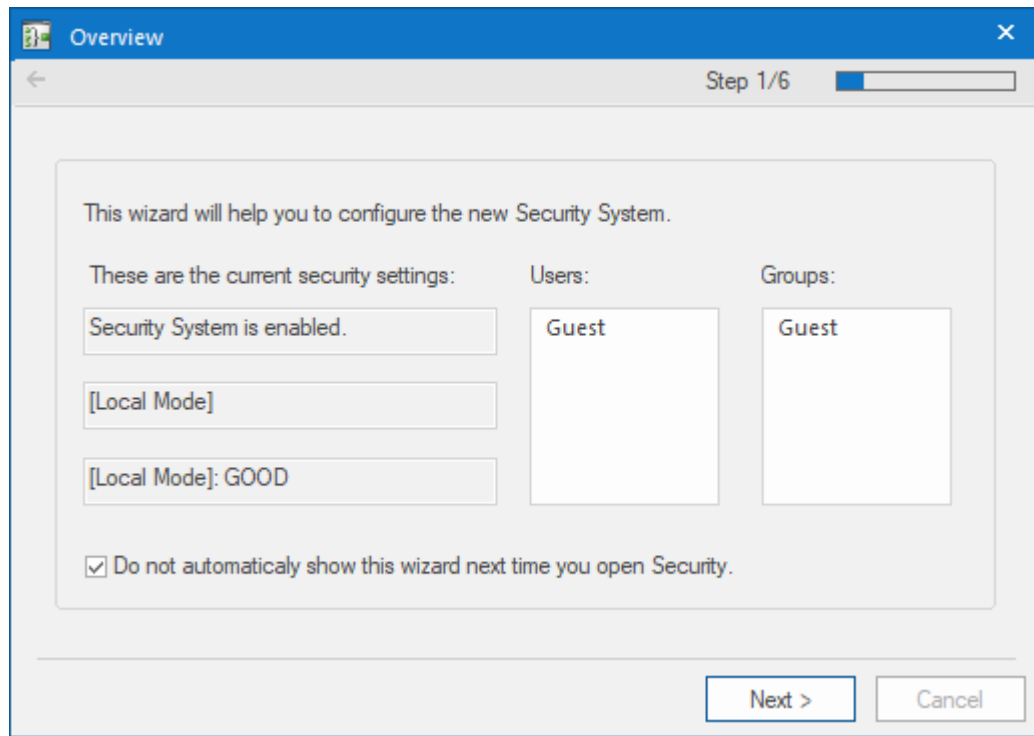 Overview
Step 1/6
This wizard will help you to configure the new Security System.
These are the current security settings:
Users:
Groups:
Security System is enabled.
Guest
Guest
[Local Mode]
[Local Mode]: GOOD
Do not automaticaly show this wizard next time you open Security.
Next >
Cancel